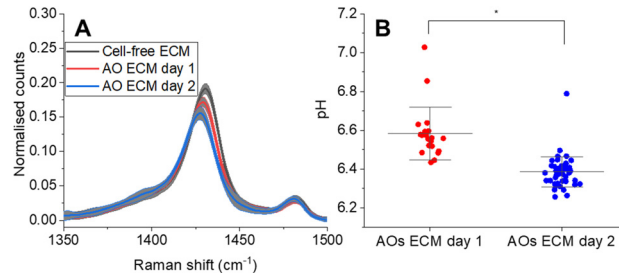 A
Cell-free ECM
AO ECM day 1
AO ECM day 2
0.30
0.25
0.20
0.15
0.10
0.05
0.00
Normalised counts
1350
1400
1450
1500
Raman shift (cm⁻¹)
B
*
7.2
7.0
6.8
6.6
6.4
6.2
pH
AOs ECM day 1
AOs ECM day 2